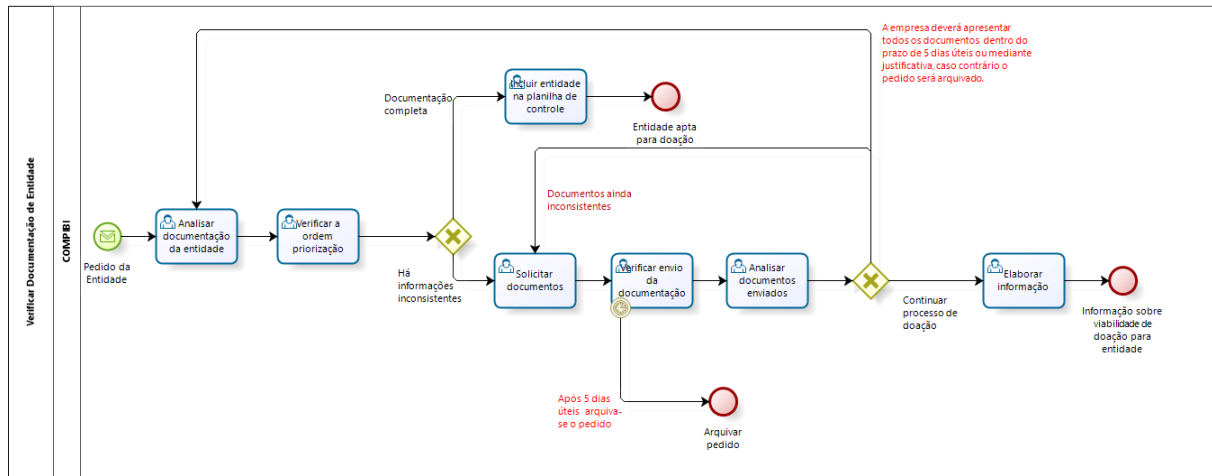 Verificar Documentação de Entidade
COMPIBI
Pedido da
Entidade
Analisar
documentação
da entidade
Verificar a
ordem
priorização
Documentação
completa
Há
informações
inconsistentes
Incluir entidade
na planilha de
controle
Entidade apta
para doação
Documentos ainda
inconsistentes
Solicitar
documentos
Verificar envio
da
documentação
Analisar
documentos
enviados
Após 5 dias
úteis arquiva-
se o pedido
Arquivar
pedido
A empresa deverá apresentar
todos os documentos dentro do
prazo de 5 dias úteis ou mediante
justificativa, caso contrário o
pedido será arquivado.
Continuar
processo de
doação
Elaborar
informação
Informação sobre
viabilidade de
doação para
entidade